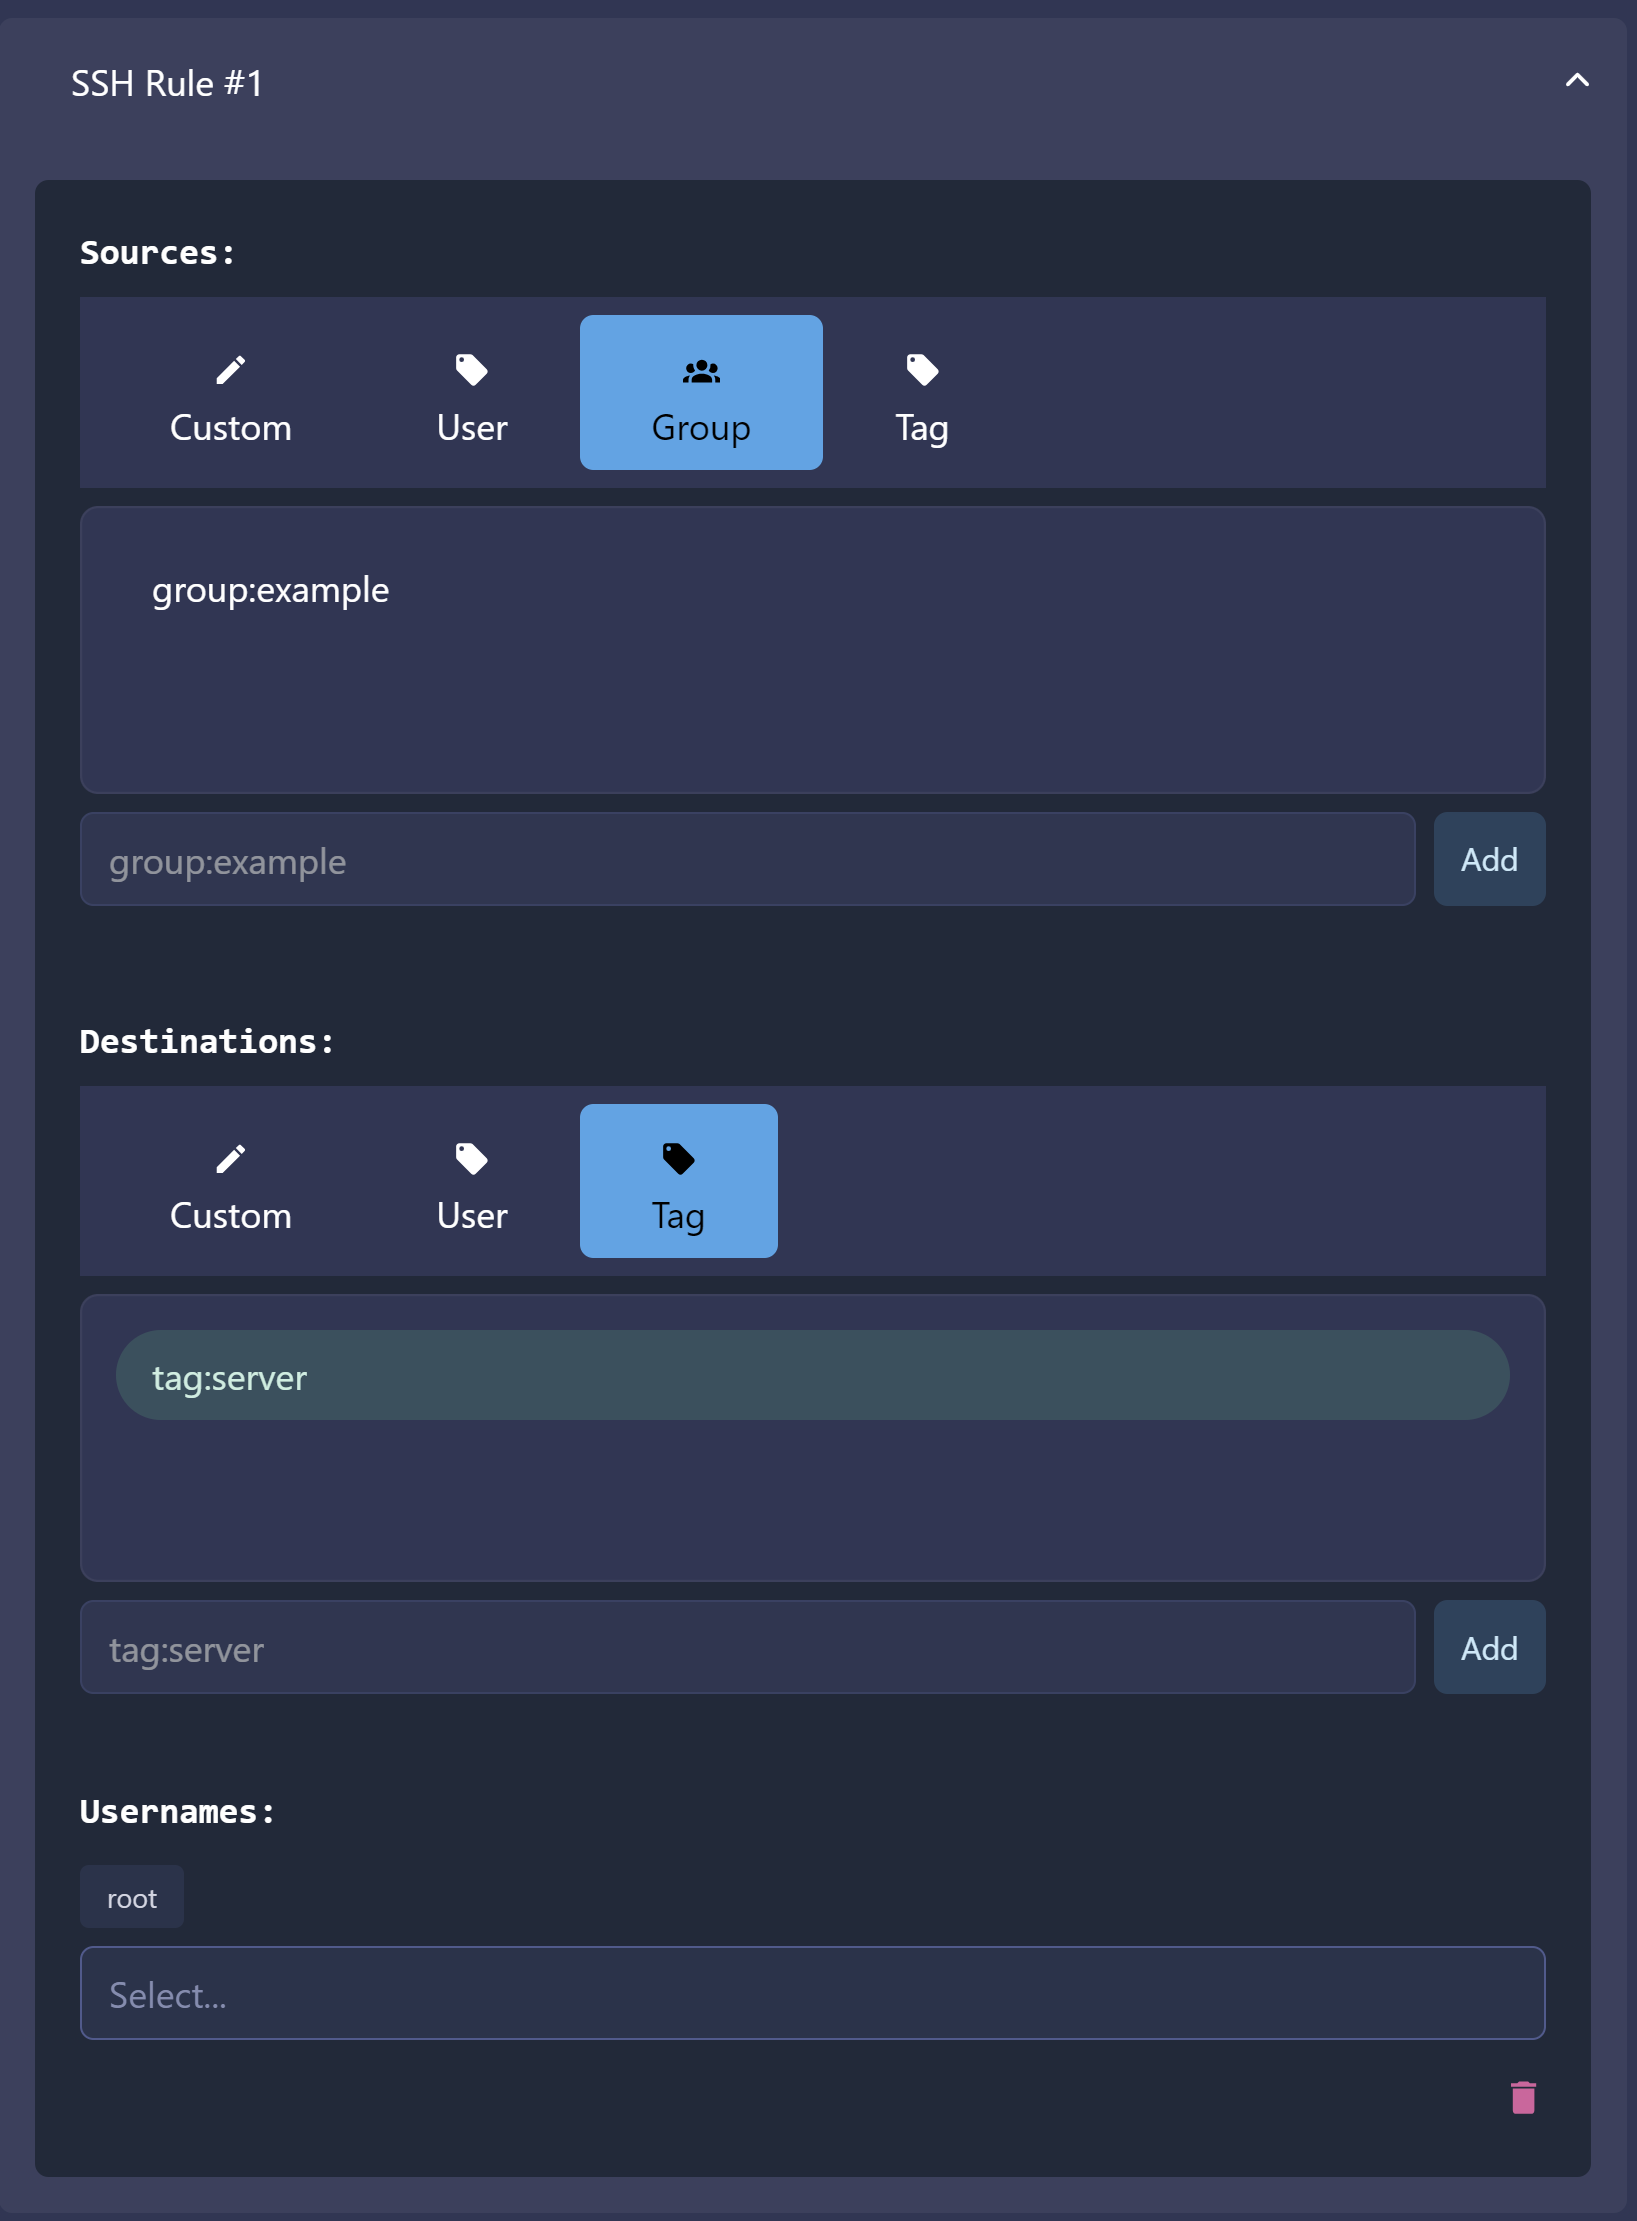 SSH Rule #1
Sources:
Custom User Group Tag
group:example
group:example Add
Destinations:
Custom User Tag
tag:server
tag:server Add
Usernames:
root
Select...